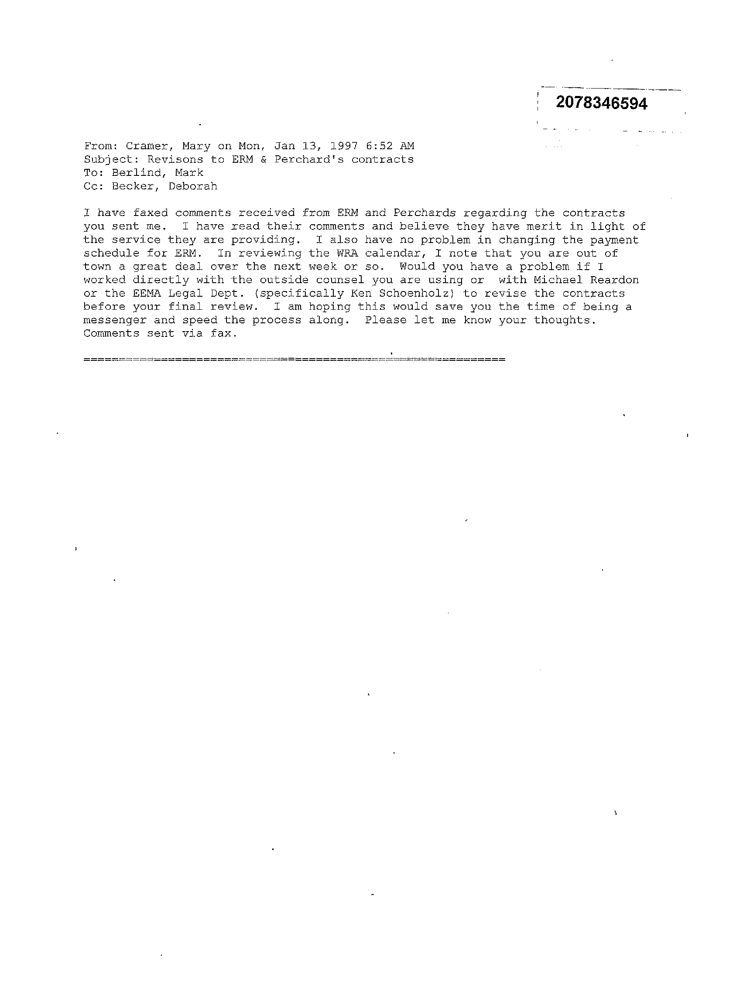 2078346594
From: Cramer, Mary on Mon, Jan 13, 1997 6:52 AM
Subject: Revisons to ERM & Perchard's contracts
To: Berlind, Mark
Cc: Becker, Deborah
I have faxed comments received from ERM and Perchards regarding the contracts
you sent me.  I have read their comments and believe they have merit in light of
the service they are providing.  I also have no problem in changing the payment
schedule for ERM.  In reviewing the WRA calendar, I note that you are out of
town a great deal over the next week or so.  Would you have a problem if I
worked directly with the outside counsel you are using or  with Michael Reardon
or the EEMA Legal Dept. (specifically Ken Schoenholz) to revise the contracts
before your final review.  I am hoping this would save you the time of being a
messenger and speed the process along.  Please let me know your thoughts.
Comments sent via fax.
============================================================